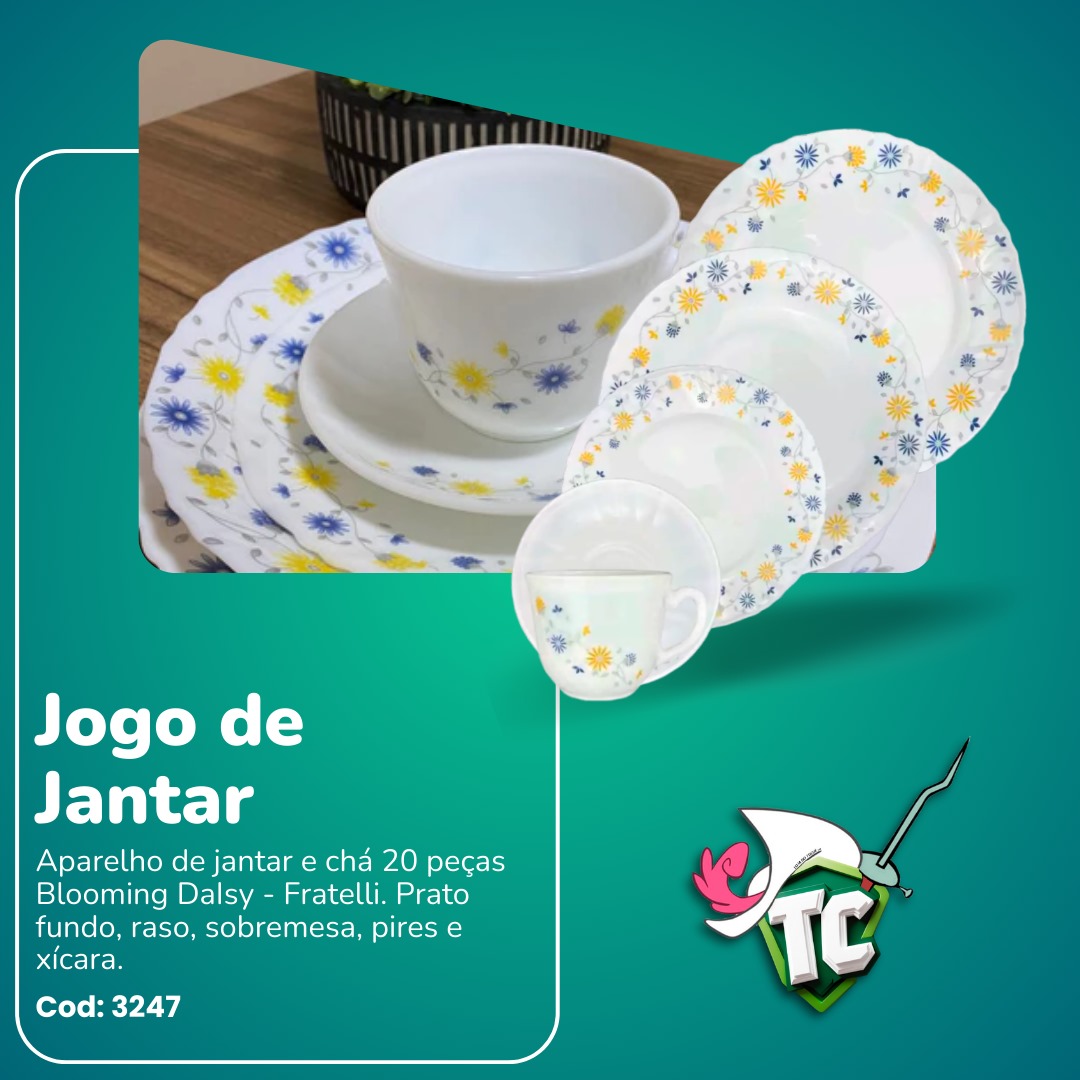 Jogo de
Jantar
Aparelho de jantar e chá 20 peças
Blooming DaIsy - Fratelli. Prato
fundo, raso, sobremesa, pires e
xícara.
Cod: 3247
TC